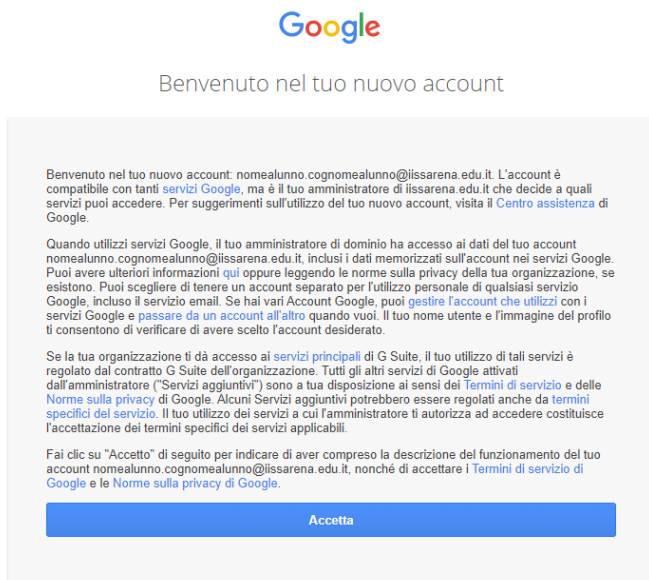 Google
Benvenuto nel tuo nuovo account
Benvenuto nel tuo nuovo account: nomealunno.cognomealunno@iissarena.edu.it. L'account è
compatibile con tanti servizi Google, ma è il tuo amministratore di iissarena.edu.it che decide a quali
servizi puoi accedere. Per suggerimenti sull'utilizzo del tuo nuovo account, visita il Centro assistenza di
Google.
Quando utilizzi servizi Google, il tuo amministratore di dominio ha accesso ai dati del tuo account
nomealunno.cognomealunno@iissarena.edu.it, inclusi i dati memorizzati sull'account nei servizi Google.
Puoi avere ulteriori informazioni qui oppure leggendo le norme sulla privacy della tua organizzazione, se
esistono. Puoi scegliere di tenere un account separato per l'utilizzo personale di qualsiasi servizio
Google, incluso il servizio email. Se hai vari Account Google, puoi gestire l'account che utilizzi con i
servizi Google e passare da un account all'altro quando vuoi. Il tuo nome utente e l'immagine del profilo
ti consentono di verificare di avere scelto l'account desiderato.
Se la tua organizzazione ti dà accesso ai servizi principali di G Suite, il tuo utilizzo di tali servizi è
regolato dal contratto G Suite dell'organizzazione. Tutti gli altri servizi di Google attivati
dall'amministratore ("Servizi aggiuntivi") sono a tua disposizione ai sensi dei Termini di servizio e delle
Norme sulla privacy di Google. Alcuni Servizi aggiuntivi potrebbero essere regolati anche da termini
specifici del servizio. Il tuo utilizzo dei servizi a cui l'amministratore ti autorizza ad accedere costituisce
l'accettazione dei termini specifici dei servizi applicabili.
Fai clic su "Accetto" di seguito per indicare di aver compreso la descrizione del funzionamento del tuo
account nomealunno.cognomealunno@iissarena.edu.it, nonché di accettare i Termini di servizio di
Google e le Norme sulla privacy di Google.
Accetta